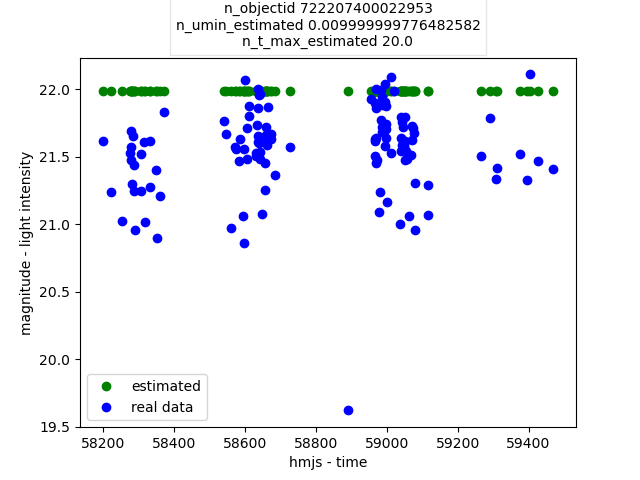 n_objectid 722207400022953
n_umin_estimated 0.009999999776482582
n_t_max_estimated 20.0
22.0
21.5
21.0
20.5
20.0
19.5
magnitude - light intensity
estimated
real data
58200 58400 58600 58800 59000 59200 59400
hmjs - time